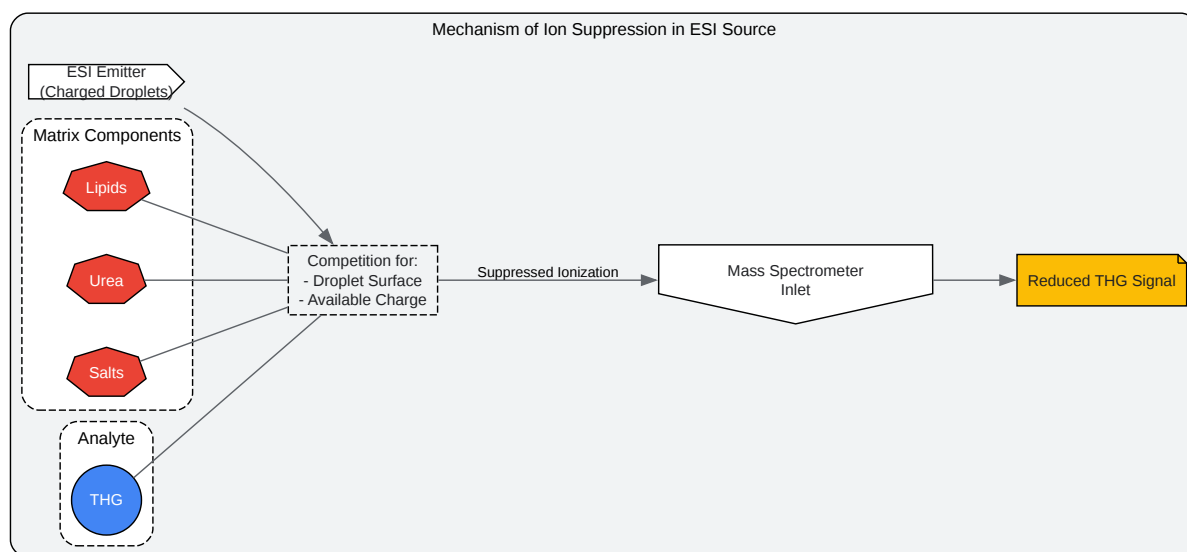 Mechanism of Ion Suppression in ESI Source
ESI Emitter
(Charged Droplets)
Matrix Components
Lipids
Urea
Salts
Analyte
THG
Competition for:
- Droplet Surface
- Available Charge
Suppressed Ionization
Mass Spectrometer
Inlet
Reduced THG Signal